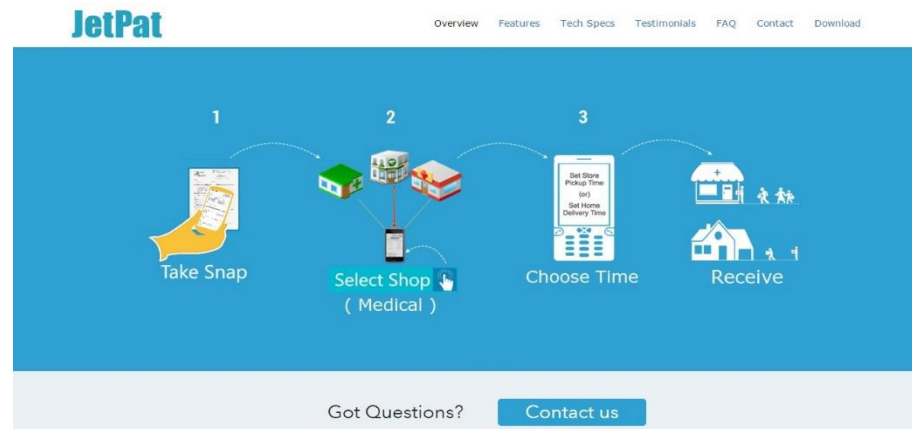 JetPat
Overview Features Tech Specs Testimonials FAQ Contact Download
1 2 3
Set Store
Pickup Time
(or)
Set Home
Delivery Time
Take Snap
Select Shop
( Medical )
Choose Time
Receive
Got Questions? Contact us